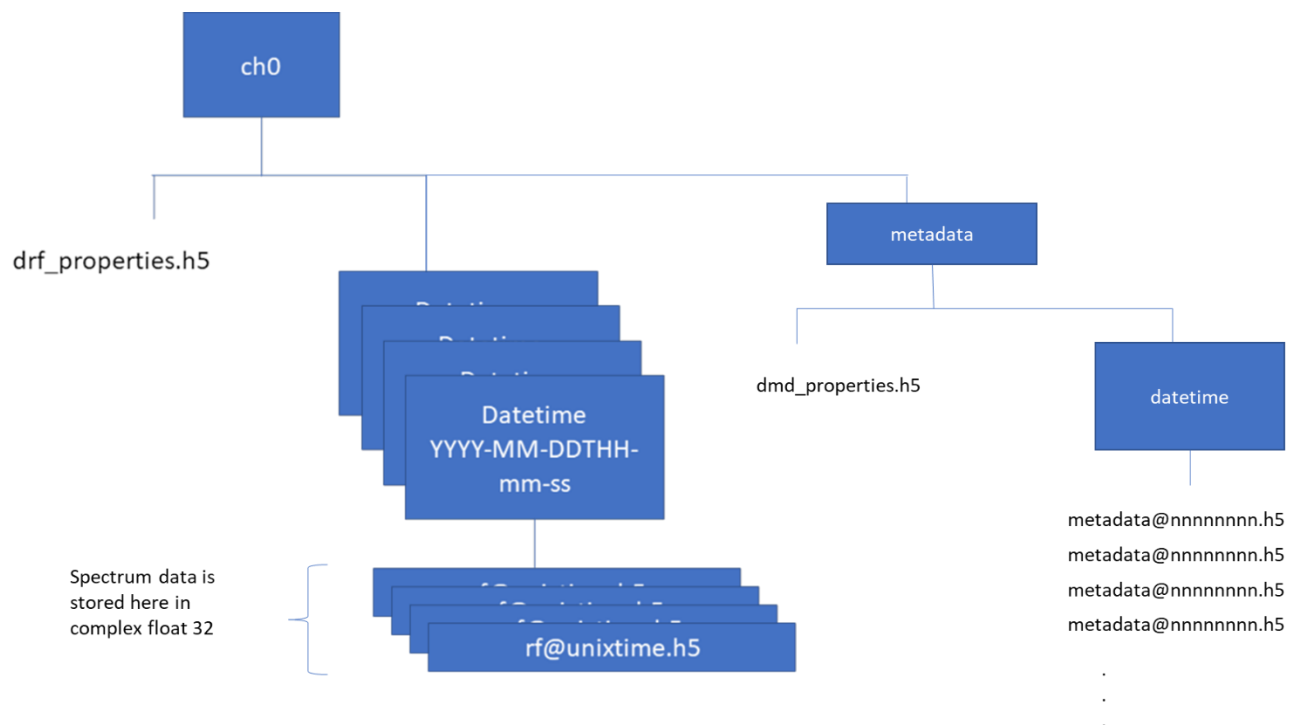 ch0
drf_properties.h5
metadata
dmd_properties.h5
datetime
Datetime
YYYY-MM-DDTHH-
mm-ss
metadata@nnnnnnnn.h5
metadata@nnnnnnnn.h5
metadata@nnnnnnnn.h5
metadata@nnnnnnnn.h5
.
.
.
Spectrum data is
stored here in
complex float 32
rf@unixtime.h5